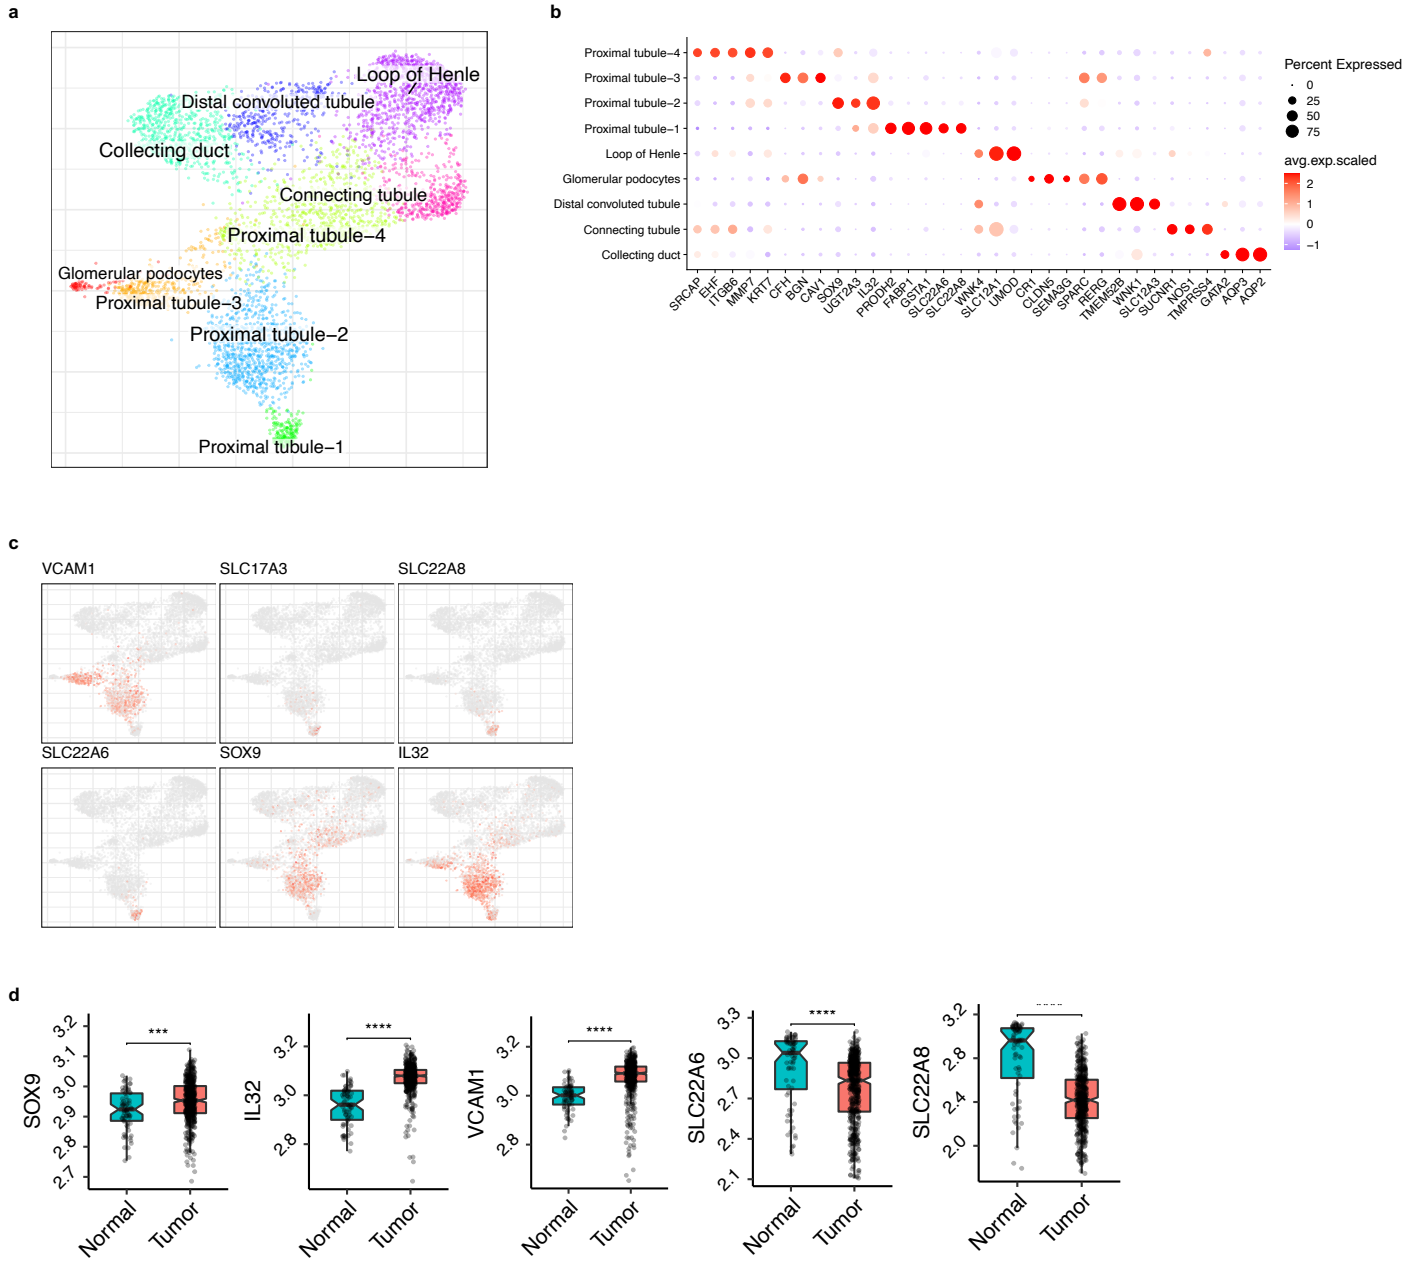 a
Loop of Henle
Distal convoluted tubule
Collecting duct
Connecting tubule
Proximal tubule−4
Glomerular podocytes
Proximal tubule−3
Proximal tubule−2
Proximal tubule−1
b
Proximal tubule−4
Proximal tubule−3
Proximal tubule−2
Proximal tubule−1
Loop of Henle
Glomerular podocytes
Distal convoluted tubule
Connecting tubule
Collecting duct
SRCAP
EHF
ITGB6
MMP7
KRT7
CFH
BGN
CAV1
SOX9
UGT2A3
IL32
PRODH2
FABP1
GSTA1
SLC22A6
SLC22A8
WNK4
SLC12A1
UMOD
CR1
CLDN5
SEMA3G
SPARC
RERG
TMEM52B
WNK1
SLC12A3
SUCNR1
NOS1
TMPRSS4
GATA2
AQP3
AQP2
Percent Expressed
0
25
50
75
avg.exp.scaled
2
1
0
−1
c
VCAM1
SLC17A3
SLC22A8
SLC22A6
SOX9
IL32
d
SOX9
3.2
3.1
3.0
2.9
2.8
2.7
***
Normal
Tumor
IL32
3.2
3.0
2.8
****
Normal
Tumor
VCAM1
3.2
3.0
2.8
****
Normal
Tumor
SLC22A6
3.3
3.0
2.7
2.4
2.1
****
Normal
Tumor
SLC22A8
3.2
2.8
2.4
2.0
****
Normal
Tumor